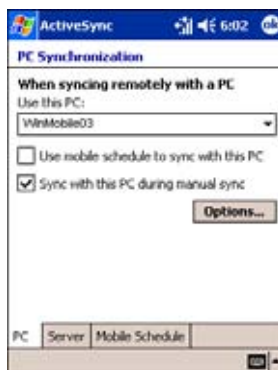 ActiveSync 6:02 ok
PC Synchronization
When syncing remotely with a PC
Use this PC:
WinMobile03
Use mobile schedule to sync with this PC
Sync with this PC during manual sync
Options...
PC Server Mobile Schedule